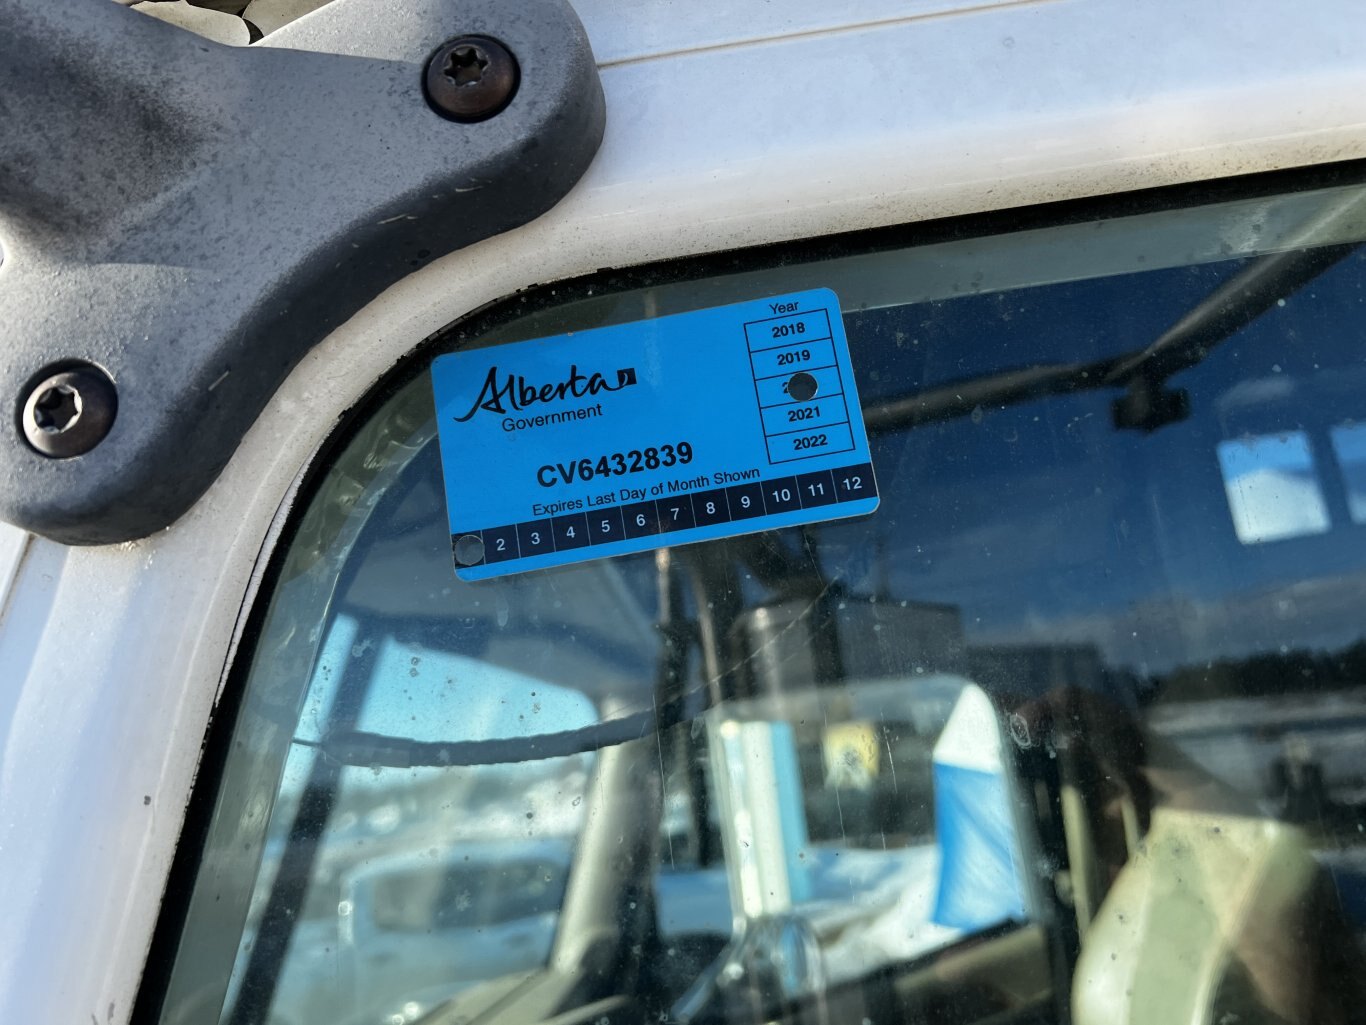 Alberta
Government
CV6432839
Expires Last Day of Month Shown
2 3 4 5 6 7 8 9 10 11 12
Year
2018
2019
2021
2022